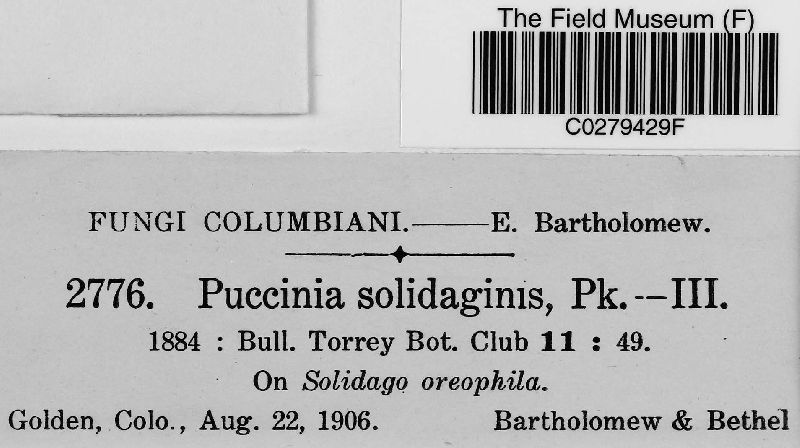 The Field Museum (F)
C0279429F
FUNGI COLUMBIANI.——E. Bartholomew.
2776. Puccinia solidaginis, Pk.--III.
1884 : Bull. Torrey Bot. Club 11 : 49.
On Solidago oreophila.
Golden, Colo., Aug. 22, 1906. Bartholomew & Bethel